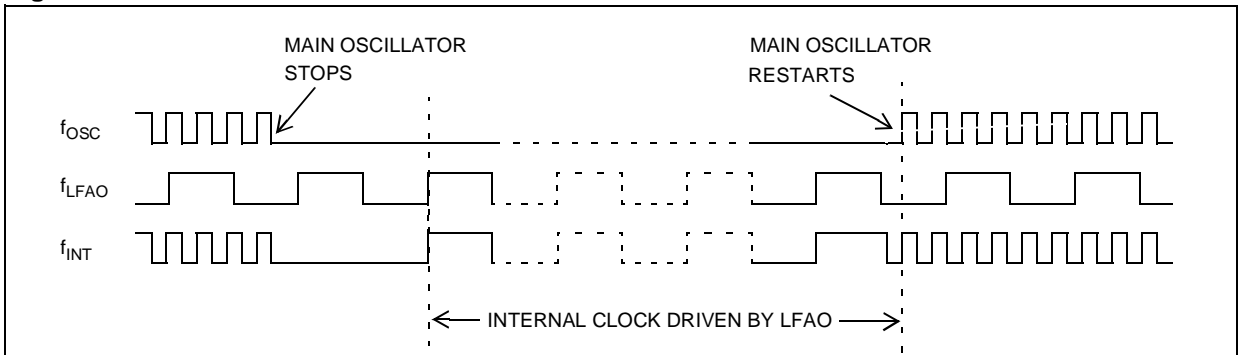 MAIN OSCILLATOR
STOPS
MAIN OSCILLATOR
RESTARTS
fOSC
fLFAO
fINT
INTERNAL CLOCK DRIVEN BY LFAO